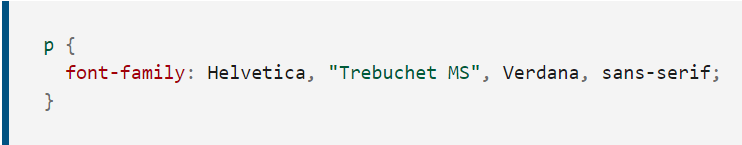 p {
  font-family: Helvetica, "Trebuchet MS", Verdana, sans-serif;
}